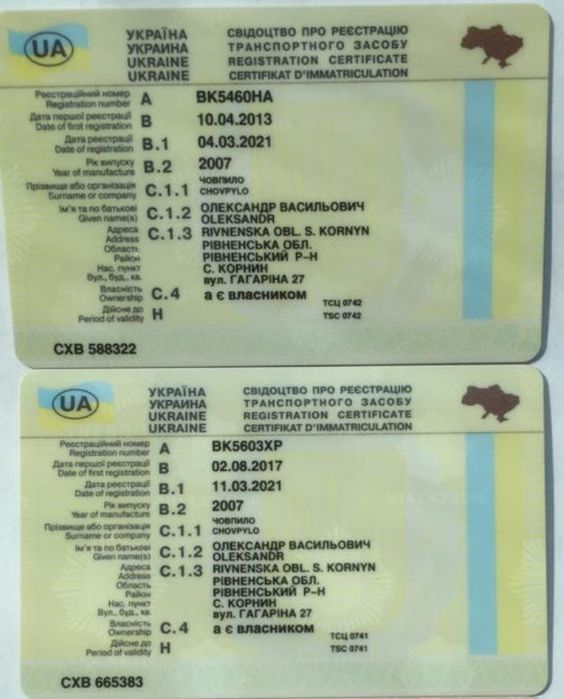 UA
УКРАЇНА СВІДОЦТВО ПРО РЕЄСТРАЦІЮ
УКРАИНА ТРАНСПОРТНОГО ЗАСОБУ
UKRAINE REGISTRATION CERTIFICATE
UKRAINE CERTIFIKAT D'IMMATRICULATION
Реєстраційний номер
Registration number A BK5460HA
Дата першої реєстрації
Date of first registration B 10.04.2013
Дата реєстрації
Date of registration B.1 04.03.2021
Рік випуску
Year of manufacture B.2 2007
Прізвище або організація ЧОВПИЛО
Surname or company C.1.1 CHOVPYLO
Ім'я та по батькові C.1.2 ОЛЕКСАНДР ВАСИЛЬОВИЧ
Given name(s) OLEKSANDR
Адреса C.1.3 RIVNENSKA OBL. S. KORNYN
Address
Область РІВНЕНСЬКА ОБЛ.
Район РІВНЕНСЬКИЙ Р-Н
Нас. пункт С. КОРНИН
Вул., буд., кв. вул. ГАГАРІНА 27
Власність
Ownership C.4 а є власником
ТСЦ 0742
Дійсне до
Period of validity H TSC 0742
СХВ 588322
UA
УКРАЇНА СВІДОЦТВО ПРО РЕЄСТРАЦІЮ
УКРАИНА ТРАНСПОРТНОГО ЗАСОБУ
UKRAINE REGISTRATION CERTIFICATE
UKRAINE CERTIFIKAT D'IMMATRICULATION
Реєстраційний номер
Registration number A BK5603XP
Дата першої реєстрації
Date of first registration B 02.08.2017
Дата реєстрації
Date of registration B.1 11.03.2021
Рік випуску
Year of manufacture B.2 2007
Прізвище або організація ЧОВПИЛО
Surname or company C.1.1 CHOVPYLO
Ім'я та по батькові C.1.2 ОЛЕКСАНДР ВАСИЛЬОВИЧ
Given name(s) OLEKSANDR
Адреса C.1.3 RIVNENSKA OBL. S. KORNYN
Address
Область РІВНЕНСЬКА ОБЛ.
Район РІВНЕНСЬКИЙ Р-Н
Нас. пункт С. КОРНИН
Вул., буд., кв. вул. ГАГАРІНА 27
Власність
Ownership C.4 а є власником
ТСЦ 0741
Дійсне до
Period of validity H TSC 0741
СХВ 665383